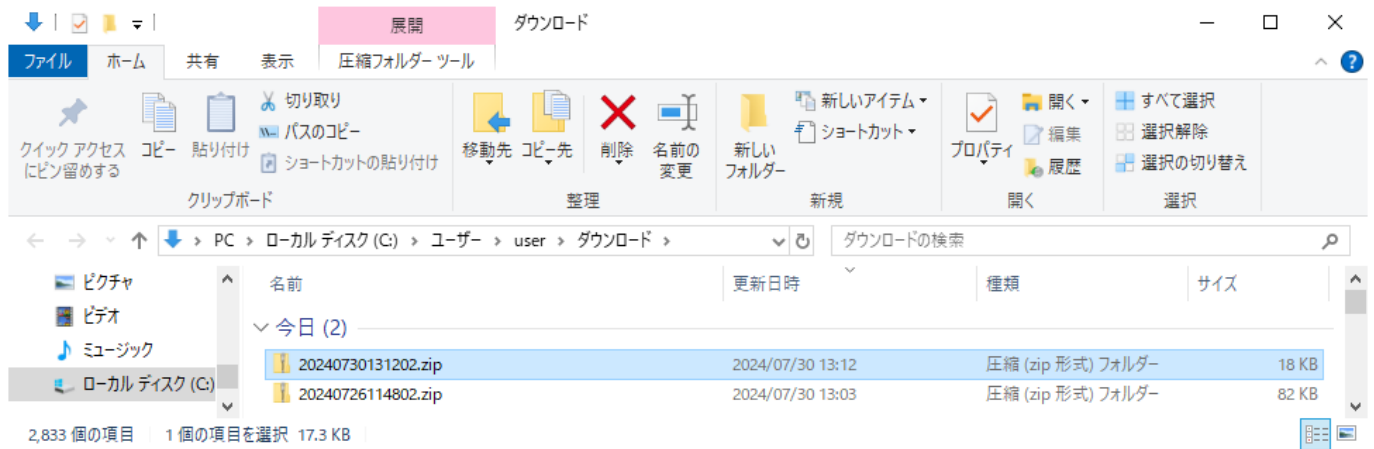 展開 ダウンロード
ファイル ホーム 共有 表示 圧縮フォルダー ツール
クイック アクセス
にピン留めする
コピー
貼り付け
切り取り
パスのコピー
ショートカットの貼り付け
クリップボード
移動先
コピー先
削除
名前の
変更
整理
新しい
フォルダー
新しいアイテム
ショートカット
新規
プロパティ
開く
編集
履歴
開く
すべて選択
選択解除
選択の切り替え
選択
PC › ローカル ディスク (C:) › ユーザー › user › ダウンロード ›
ダウンロードの検索
ピクチャ
ビデオ
ミュージック
ローカル ディスク (C:)
名前 更新日時 種類 サイズ
今日 (2)
20240730131202.zip 2024/07/30 13:12 圧縮 (zip 形式) フォルダー 18 KB
20240726114802.zip 2024/07/30 13:03 圧縮 (zip 形式) フォルダー 82 KB
2,833 個の項目 1 個の項目を選択 17.3 KB